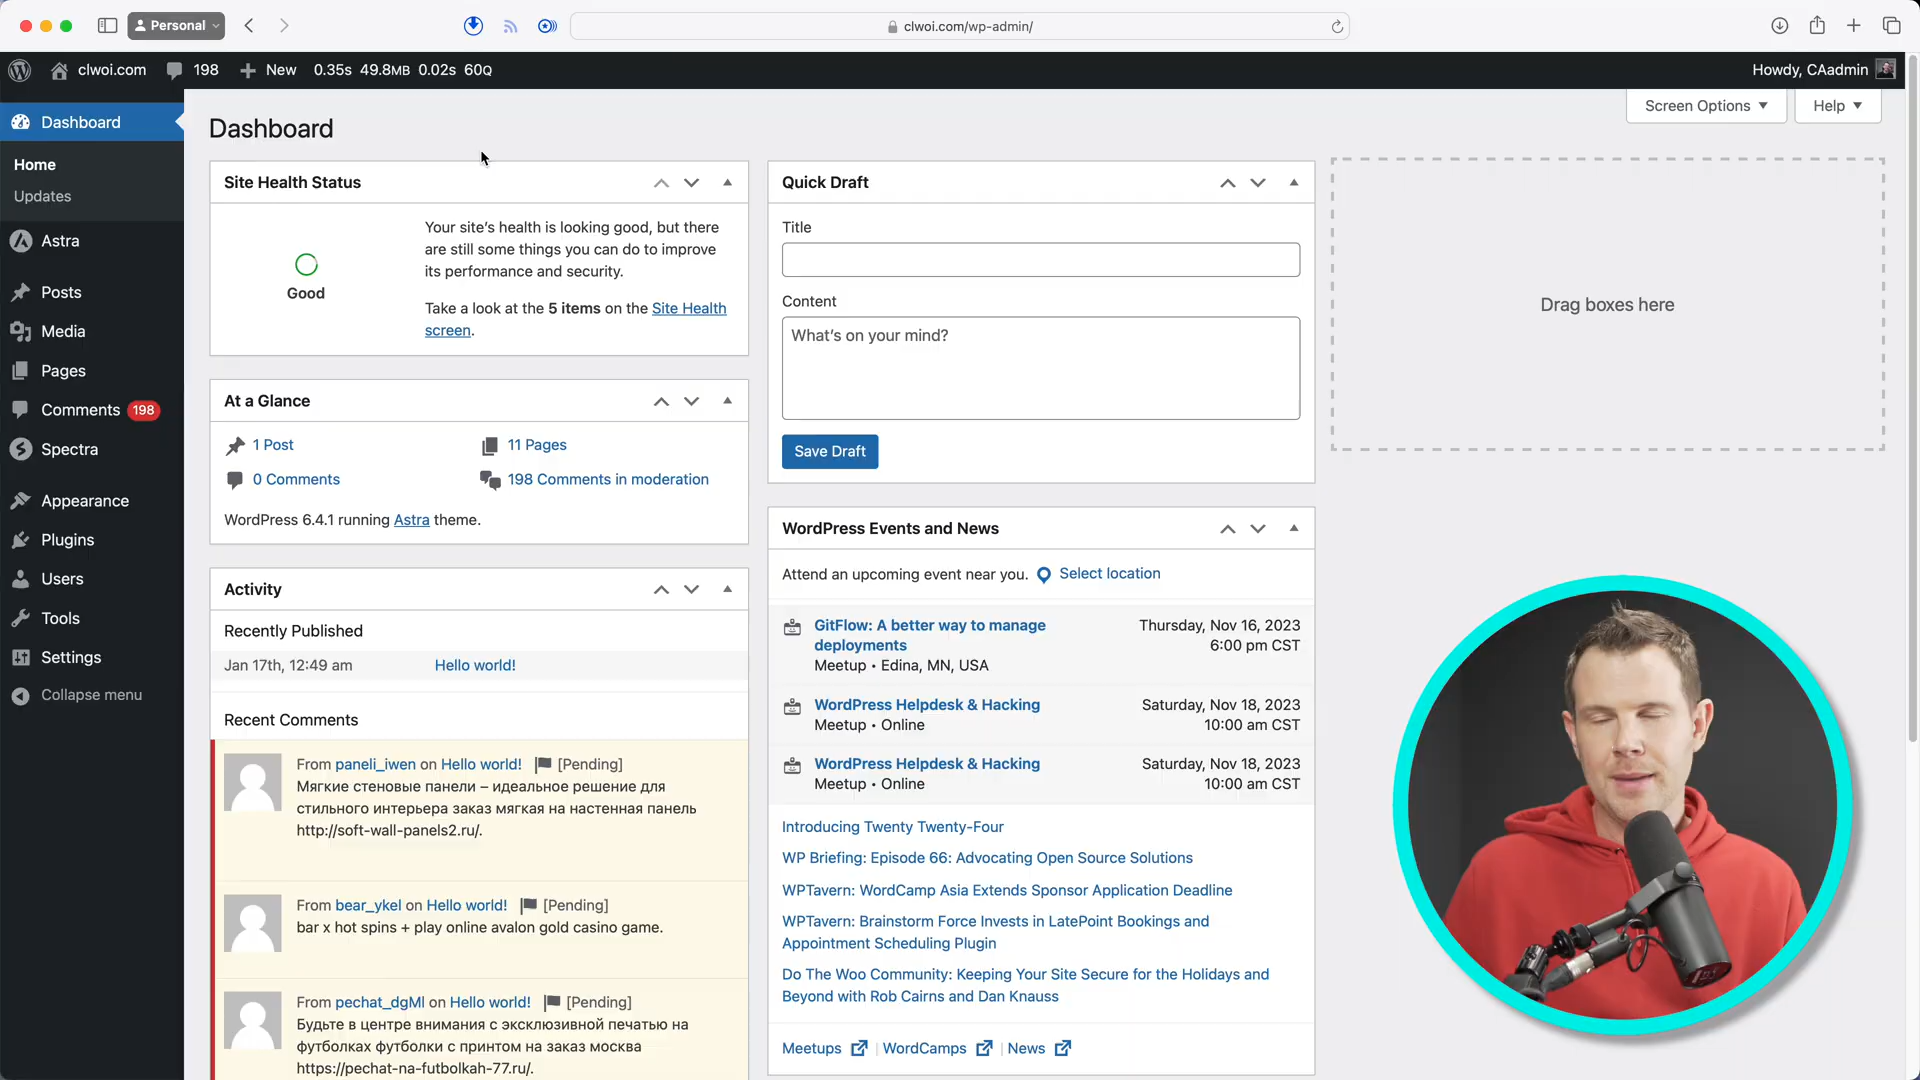 Personal
clwoi.com/wp-admin/
clwoi.com
198
New
0.35s 49.8MB 0.02s 60Q
Howdy, CAadmin
Screen Options
Help
Dashboard
Home
Updates
Astra
Posts
Media
Pages
Comments 198
Spectra
Appearance
Plugins
Users
Tools
Settings
Collapse menu
Dashboard
Site Health Status
Good
Your site's health is looking good, but there
are still some things you can do to improve
its performance and security.
Take a look at the 5 items on the Site Health
screen.
At a Glance
1 Post
11 Pages
0 Comments
198 Comments in moderation
WordPress 6.4.1 running Astra theme.
Activity
Recently Published
Jan 17th, 12:49 am
Hello world!
Recent Comments
From paneli_iwen on Hello world! [Pending]
Мягкие стеновые панели – идеальное решение для
стильного интерьера заказ мягкая на настенная панель
http://soft-wall-panels2.ru/.
From bear_ykel on Hello world! [Pending]
bar x hot spins + play online avalon gold casino game.
From pechat_dgMl on Hello world! [Pending]
Будьте в центре внимания с эксклюзивной печатью на
футболках футболки с принтом на заказ москва
https://pechat-na-futbolkah-77.ru/.
Quick Draft
Title
Content
What's on your mind?
Save Draft
WordPress Events and News
Attend an upcoming event near you. Select location
GitFlow: A better way to manage
deployments
Meetup • Edina, MN, USA
Thursday, Nov 16, 2023
6:00 pm CST
WordPress Helpdesk & Hacking
Meetup • Online
Saturday, Nov 18, 2023
10:00 am CST
WordPress Helpdesk & Hacking
Meetup • Online
Saturday, Nov 18, 2023
10:00 am CST
Introducing Twenty Twenty-Four
WP Briefing: Episode 66: Advocating Open Source Solutions
WPTavern: WordCamp Asia Extends Sponsor Application Deadline
WPTavern: Brainstorm Force Invests in LatePoint Bookings and
Appointment Scheduling Plugin
Do The Woo Community: Keeping Your Site Secure for the Holidays and
Beyond with Rob Cairns and Dan Knauss
Meetups | WordCamps | News
Drag boxes here